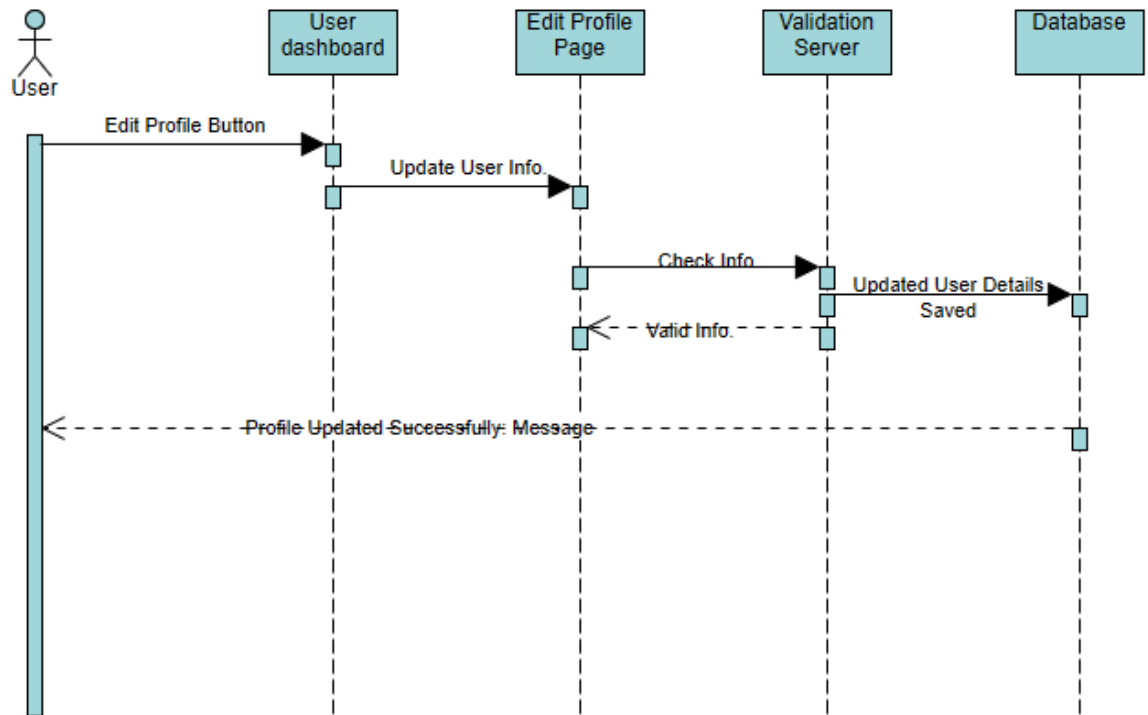 User
User
dashboard
Edit Profile
Page
Validation
Server
Database
Edit Profile Button
Update User Info.
Check Info
Updated User Details
Saved
Valid Info.
Profile Updated Successfully: Message